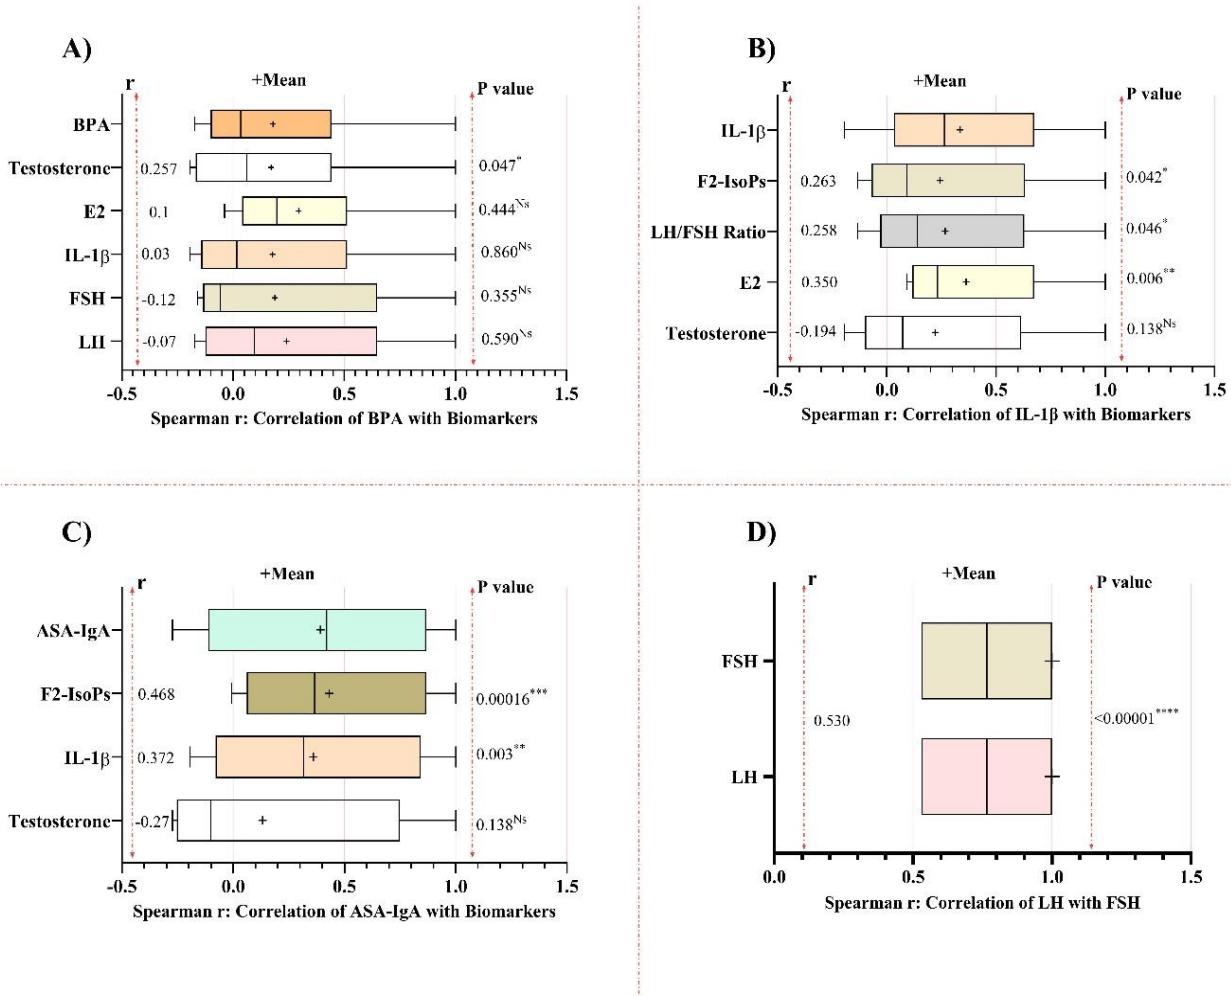 A)
r +Mean P value
BPA
Testosterone 0.257 0.047*
E2 0.1 0.444Ns
IL-1β 0.03 0.860Ns
FSH -0.12 0.355Ns
LH -0.07 0.590Ns
-0.5 0.0 0.5 1.0 1.5
Spearman r: Correlation of BPA with Biomarkers
B)
r +Mean P value
IL-1β
F2-IsoPs 0.263 0.042*
LH/FSH Ratio 0.258 0.046*
E2 0.350 0.006**
Testosterone -0.194 0.138Ns
-0.5 0.0 0.5 1.0 1.5
Spearman r: Correlation of IL-1β with Biomarkers
C)
r +Mean P value
ASA-IgA
F2-IsoPs 0.468 0.00016***
IL-1β 0.372 0.003**
Testosterone -0.27 0.138Ns
-0.5 0.0 0.5 1.0 1.5
Spearman r: Correlation of ASA-IgA with Biomarkers
D)
r +Mean P value
FSH
0.530 <0.00001****
LH
0.0 0.5 1.0 1.5
Spearman r: Correlation of LH with FSH